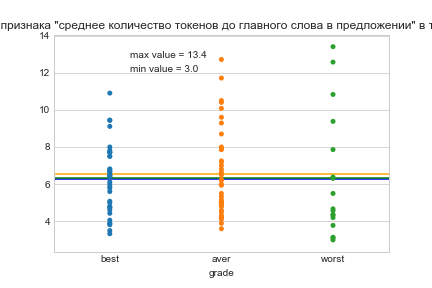 признака "среднее количество токенов до главного слова в предложении" в т
14
max value = 13.4
min value = 3.0
12
10
8
6
4
best aver worst
grade